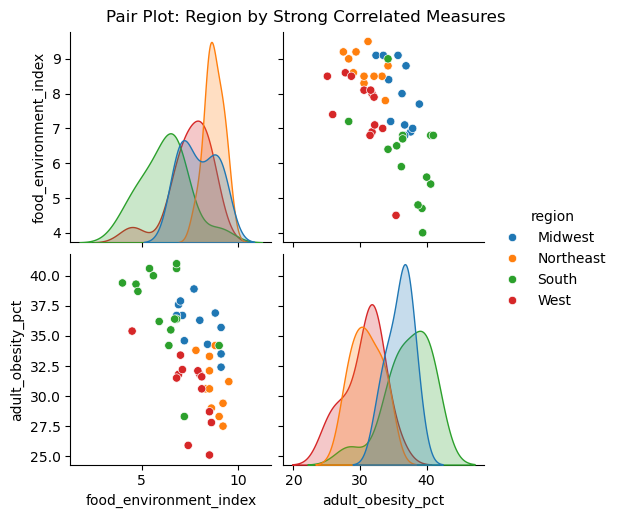 Pair Plot: Region by Strong Correlated Measures
food_environment_index
9
8
7
6
5
4
region
Midwest
Northeast
South
West
adult_obesity_pct
40.0
37.5
35.0
32.5
30.0
27.5
25.0
5
10
food_environment_index
20
30
40
adult_obesity_pct